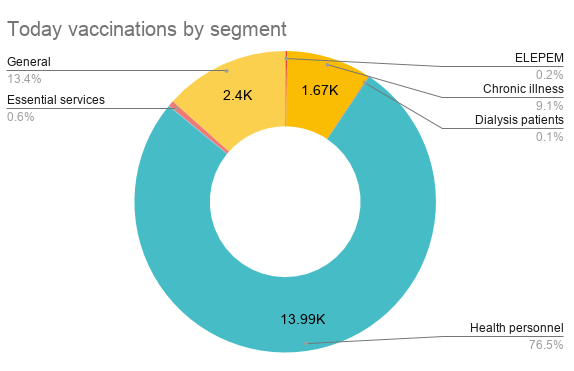 Today vaccinations by segment
General
13.4%
Essential services
0.6%
ELEPEM
0.2%
Chronic illness
9.1%
Dialysis patients
0.1%
2.4K
1.67K
13.99K
Health personnel
76.5%